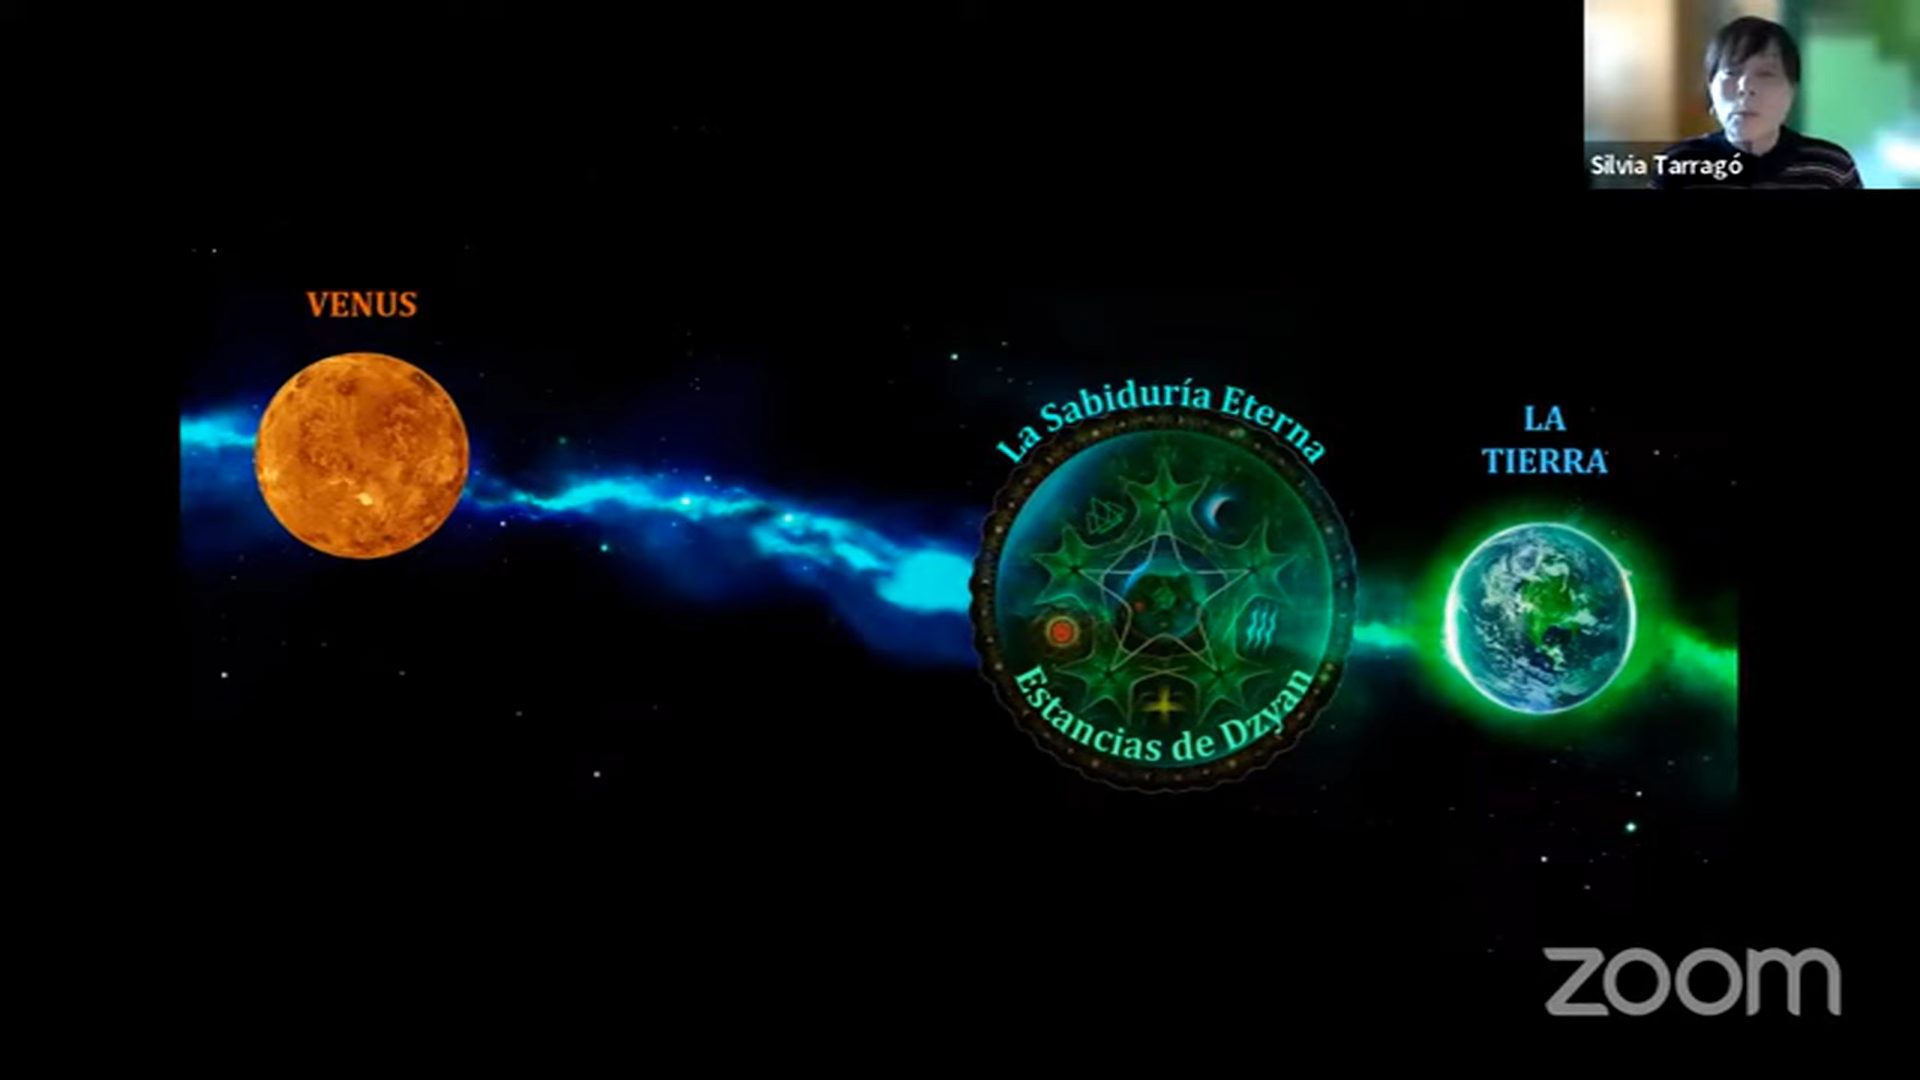 Silvia Tarragó
VENUS
La Sabiduría Eterna
LA
TIERRA
Estancias de Dzyan
zoom